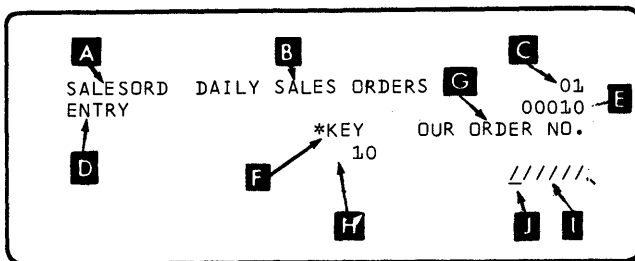 A B C
SALESORD DAILY SALES ORDERS G 01
ENTRY 00010 E
*KEY OUR ORDER NO.
D 10
F //////
H J I